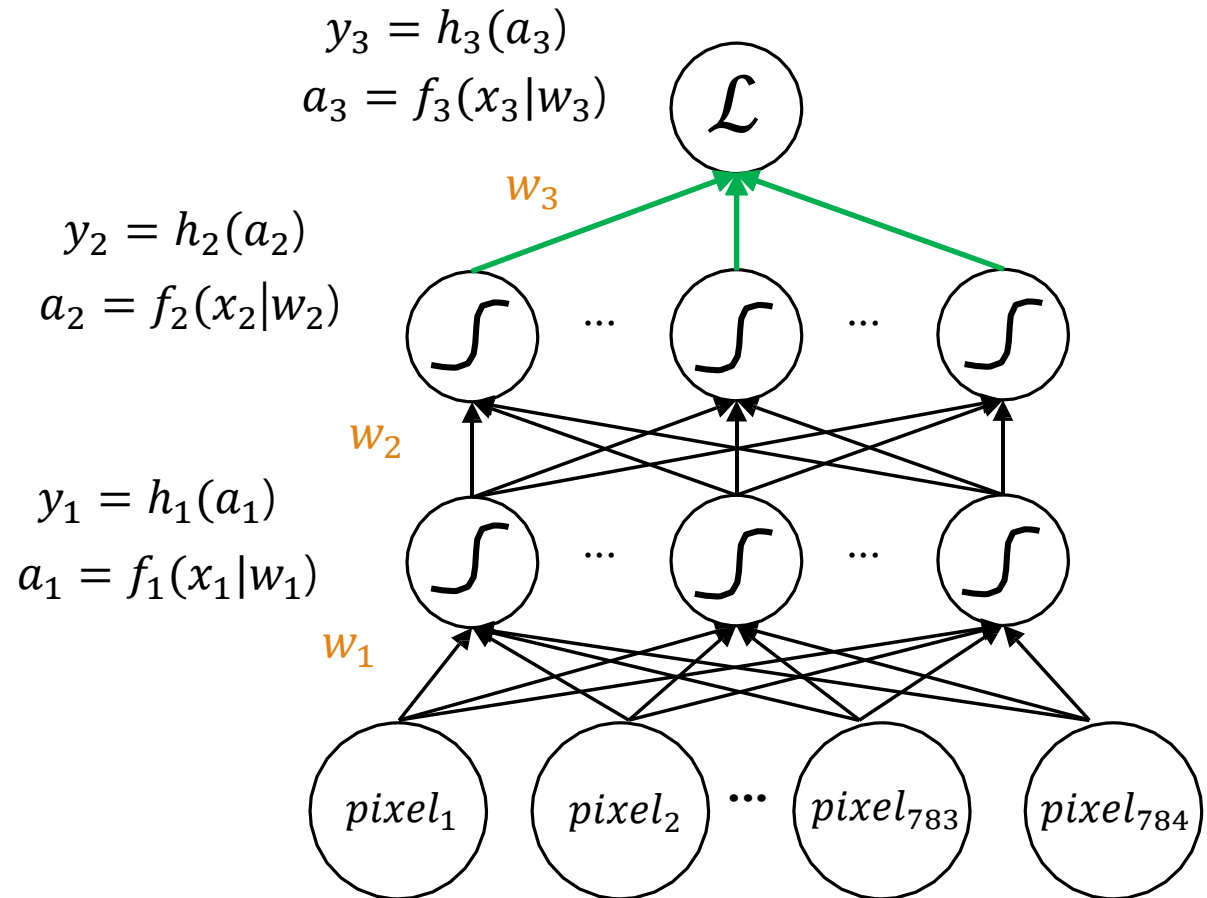 y₃ = h₃(a₃)
a₃ = f₃(x₃|w₃)
ℒ
w₃
y₂ = h₂(a₂)
a₂ = f₂(x₂|w₂)
... ...
w₂
y₁ = h₁(a₁)
a₁ = f₁(x₁|w₁)
... ...
w₁
pixel₁ pixel₂ ... pixel₇₈₃ pixel₇₈₄